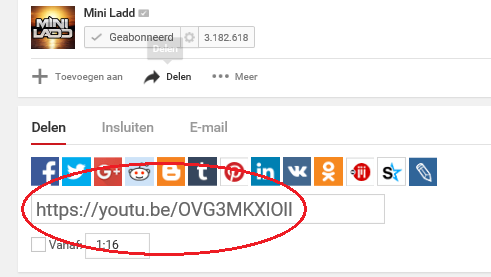 MiNi LADD
Mini Ladd
Geabonneerd 3.182.618
Delen
Toevoegen aan Delen Meer
Delen Insluiten E-mail
https://youtu.be/OVG3MKXIOlI
Vanaf: 1:16